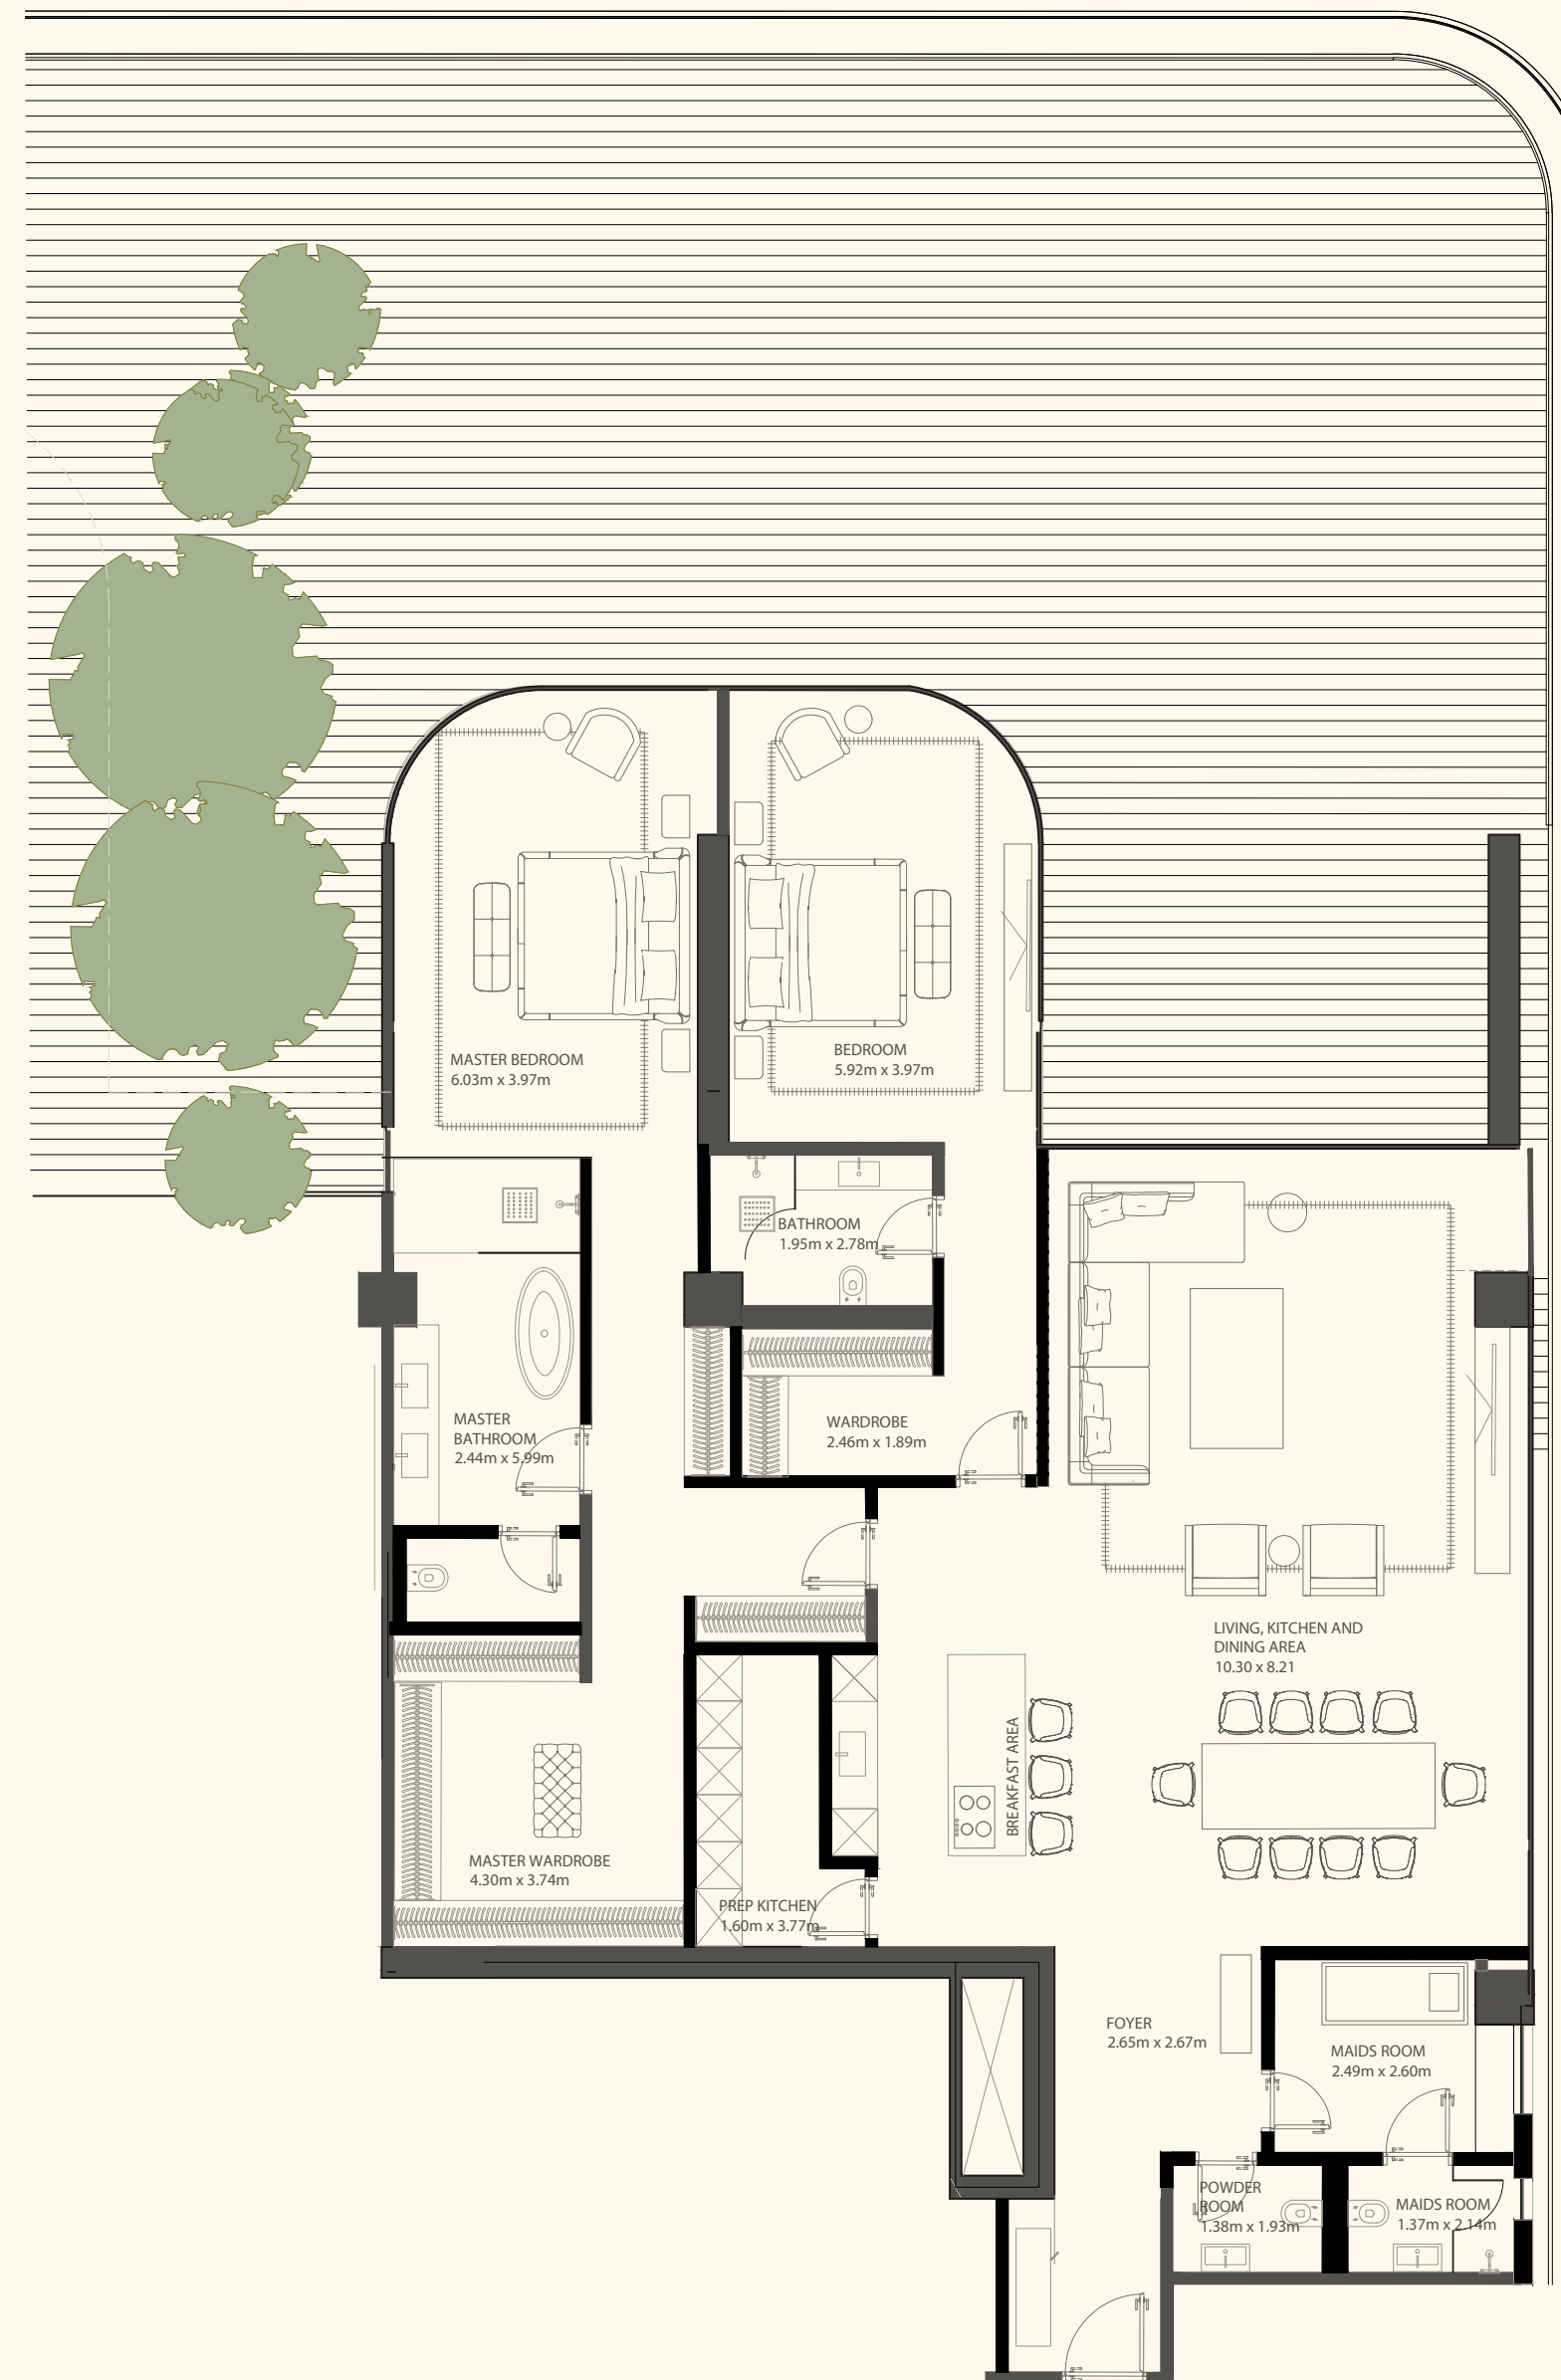 MASTER BEDROOM
6.03m x 3.97m
BEDROOM
5.92m x 3.97m
BATHROOM
1.95m x 2.78m
MASTER
BATHROOM
2.44m x 5.99m
WARDROBE
2.46m x 1.89m
LIVING, KITCHEN AND
DINING AREA
10.30 x 8.21
BREAKFAST AREA
MASTER WARDROBE
4.30m x 3.74m
PREP KITCHEN
1.60m x 3.77m
FOYER
2.65m x 2.67m
MAIDS ROOM
2.49m x 2.60m
POWDER
ROOM
1.38m x 1.93m
MAIDS ROOM
1.37m x 2.14m